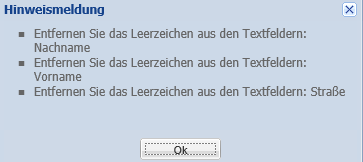 Hinweismeldung
Entfernen Sie das Leerzeichen aus den Textfeldern:
Nachname
Entfernen Sie das Leerzeichen aus den Textfeldern:
Vorname
Entfernen Sie das Leerzeichen aus den Textfeldern: Straße
Ok